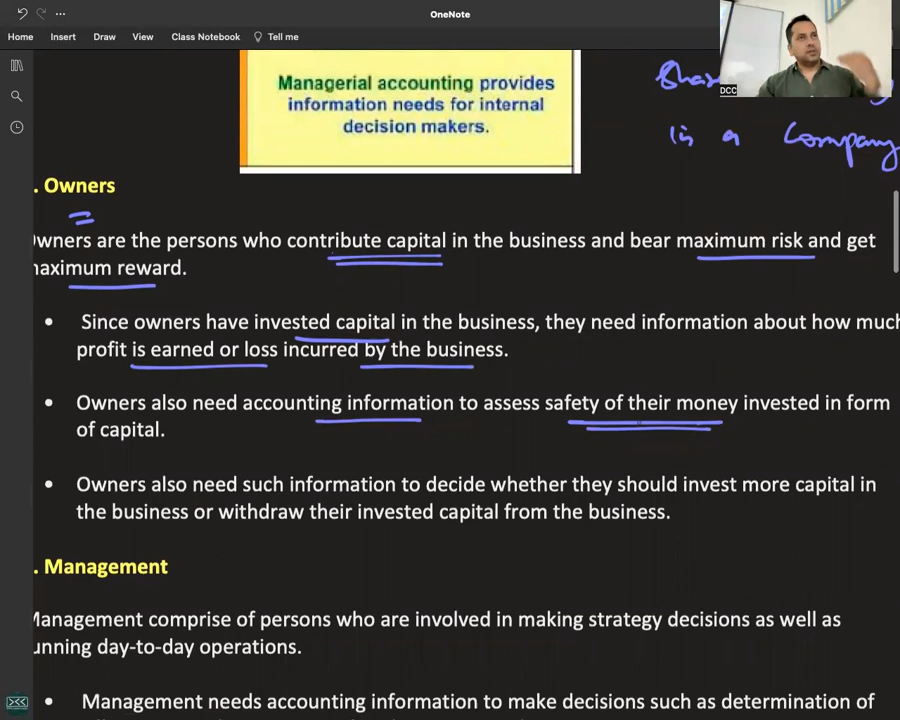 OneNote
Home Insert Draw View Class Notebook Tell me
DCC
Managerial accounting provides
information needs for internal
decision makers.
is a Company
. Owners
wners are the persons who contribute capital in the business and bear maximum risk and get
naximum reward.
• Since owners have invested capital in the business, they need information about how much
profit is earned or loss incurred by the business.
• Owners also need accounting information to assess safety of their money invested in form
of capital.
• Owners also need such information to decide whether they should invest more capital in
the business or withdraw their invested capital from the business.
. Management
Management comprise of persons who are involved in making strategy decisions as well as
unning day-to-day operations.
• Management needs accounting information to make decisions such as determination of